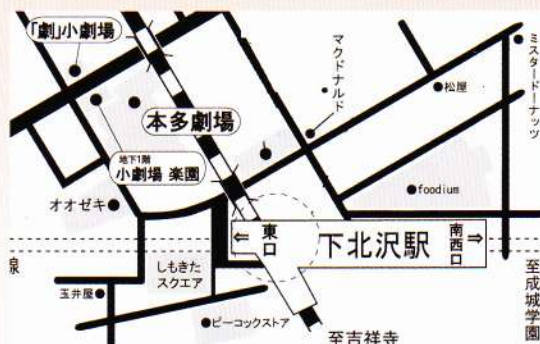 「劇」小劇場
本多劇場
地下1階
小劇場 楽園
マクドナルド
松屋
ミスタードーナッツ
オオゼキ
foodium
⇐ 東口
下北沢駅
南西口 ⇒
線
しもきた
スクエア
玉井屋
ピーコックストア
至吉祥寺
至成城学園